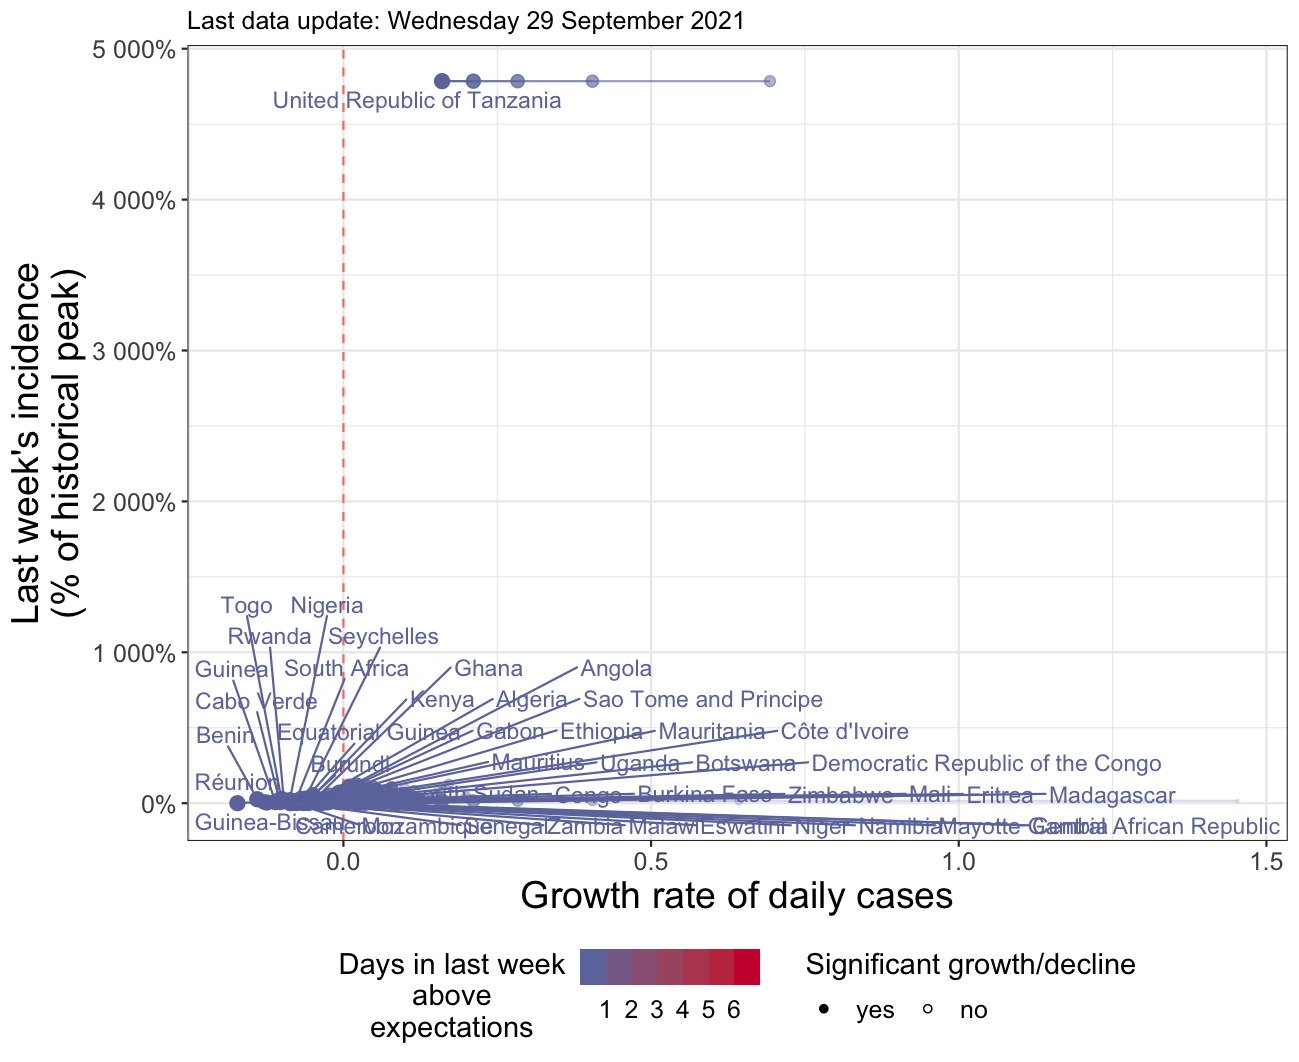 Last data update: Wednesday 29 September 2021
5 000%
United Republic of Tanzania
4 000%
3 000%
Last week's incidence
(% of historical peak)
2 000%
Togo Nigeria
Rwanda Seychelles
1 000%
Guinea South Africa Ghana Angola
Cabo Verde Kenya Algeria Sao Tome and Principe
Benin Equatorial Guinea Gabon Ethiopia Mauritania Côte d'Ivoire
Burundi Mauritius Uganda Botswana Democratic Republic of the Congo
Réunion
0%
Sudan Congo Burkina Faso Zimbabwe Mali Eritrea Madagascar
Guinea-Bissau Cameroon Mozambique Senegal Zambia Malawi Eswatini Niger Namibia Mayotte Gambia Central African Republic
0.0 0.5 1.0 1.5
Growth rate of daily cases
Days in last week
above
expectations
1 2 3 4 5 6
Significant growth/decline
yes no